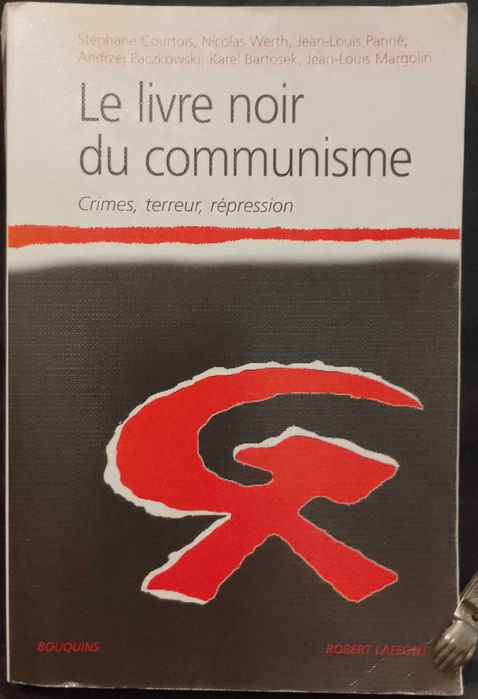 Stéphane Courtois, Nicolas Werth, Jean-Louis Panné,
Andrzej Paczkowski, Karel Bartosek, Jean-Louis Margolin
Le livre noir
du communisme
Crimes, terreur, répression
BOUQUINS
ROBERT LAFFONT